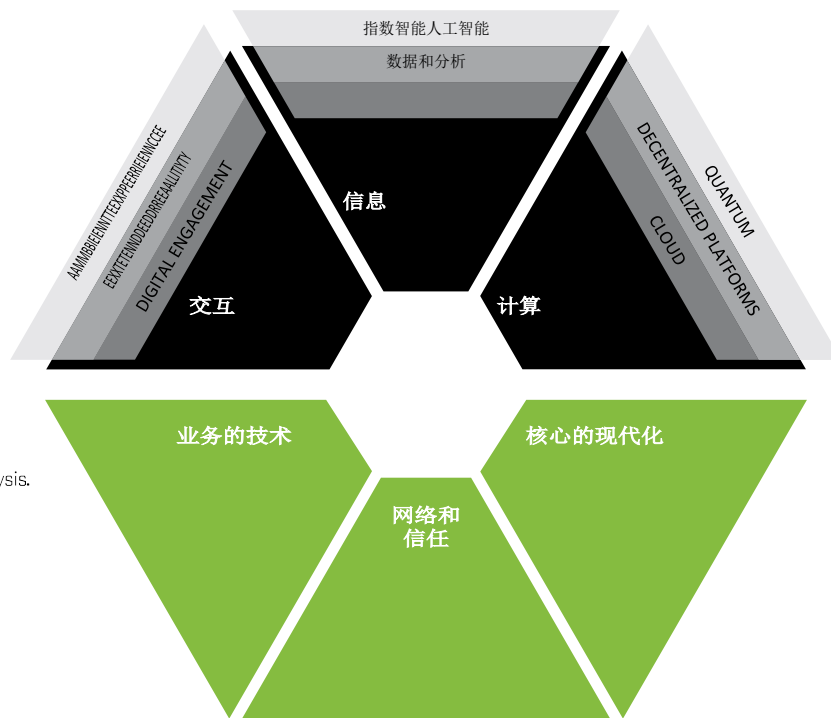 指数智能人工智能
数据和分析
信息
AAMMBBIEIENNTTEEXXPPEERRIEIENNCCEE
EEXXTETENNDDEEDDRREEAALLITIYTY
DIGITAL ENGAGEMENT
交互
QUANTUM
DECENTRALIZED PLATFORMS
CLOUD
计算
业务的技术
核心的现代化
ysis.
网络和
信任